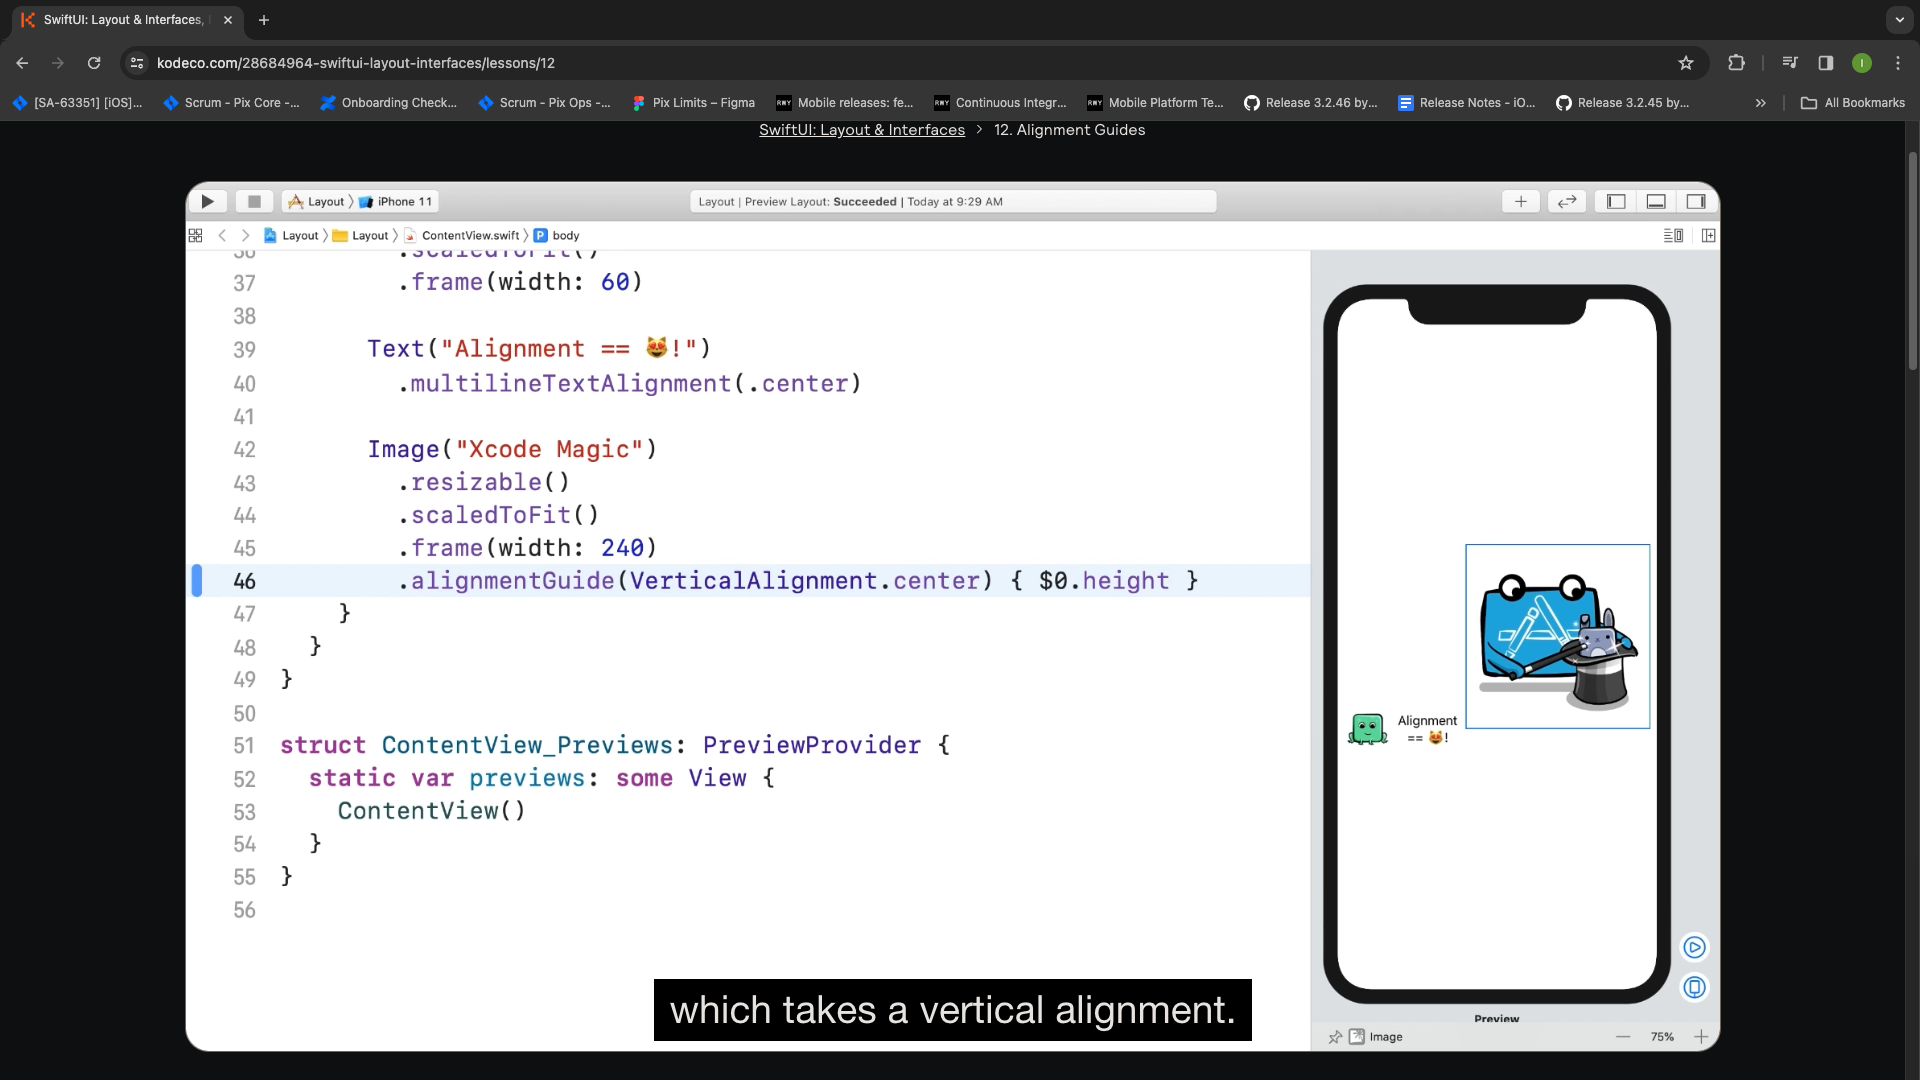 SwiftUI: Layout & Interfaces,
kodeco.com/28684964-swiftui-layout-interfaces/lessons/12
I
[SA-63351] [iOS]...
Scrum - Pix Core -...
Onboarding Check...
Scrum - Pix Ops -...
Pix Limits – Figma
RWY Mobile releases: fe...
RWY Continuous Integr...
RWY Mobile Platform Te...
Release 3.2.46 by...
Release Notes - iO...
Release 3.2.45 by...
» All Bookmarks
SwiftUI: Layout & Interfaces > 12. Alignment Guides
Layout > iPhone 11
Layout | Preview Layout: Succeeded | Today at 9:29 AM
Layout > Layout > ContentView.swift > P body
36 .scaledToFit()
37 .frame(width: 60)
38
39 Text("Alignment == 😻!")
40 .multilineTextAlignment(.center)
41
42 Image("Xcode Magic")
43 .resizable()
44 .scaledToFit()
45 .frame(width: 240)
46 .alignmentGuide(VerticalAlignment.center) { $0.height }
47 }
48 }
49 }
50
51 struct ContentView_Previews: PreviewProvider {
52 static var previews: some View {
53 ContentView()
54 }
55 }
56
Alignment
== 😻!
which takes a vertical alignment.
Preview
Image
75%